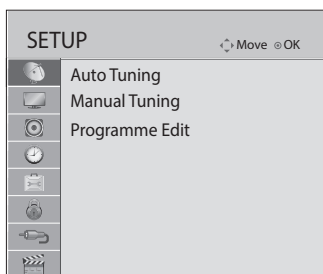 SETUP
Move OK
Auto Tuning
Manual Tuning
Programme Edit